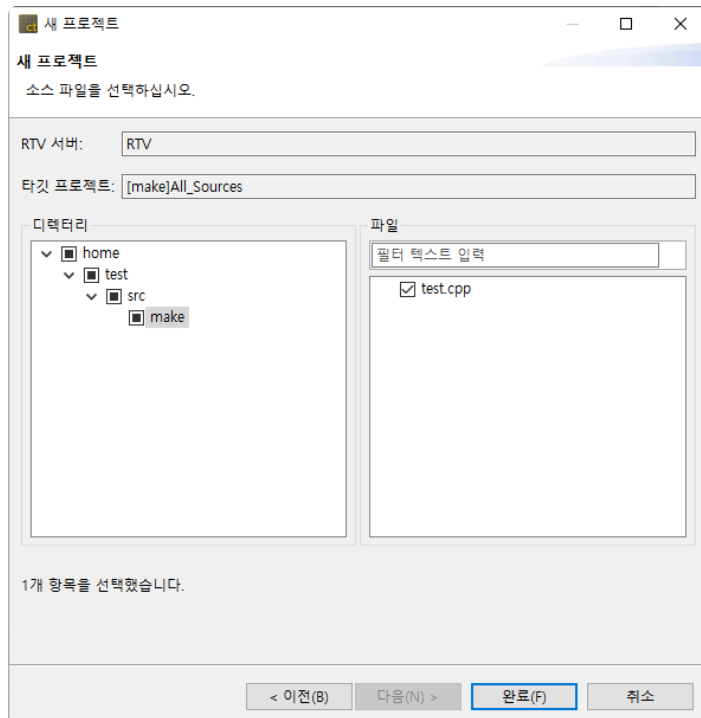 ct 새 프로젝트
새 프로젝트
소스 파일을 선택하십시오.
RTV 서버: RTV
타깃 프로젝트: [make]All_Sources
디렉터리
home
test
src
make
파일
필터 텍스트 입력
test.cpp
1개 항목을 선택했습니다.
< 이전(B) 다음(N) > 완료(F) 취소